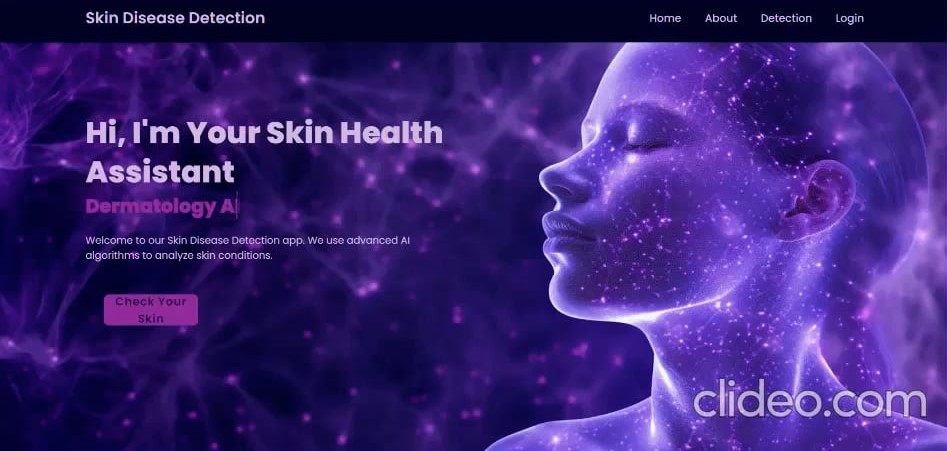 Skin Disease Detection
Home About Detection Login
Hi, I'm Your Skin Health
Assistant
Dermatology AI
Welcome to our Skin Disease Detection app. We use advanced AI
algorithms to analyze skin conditions.
Check Your
Skin
clideo.com